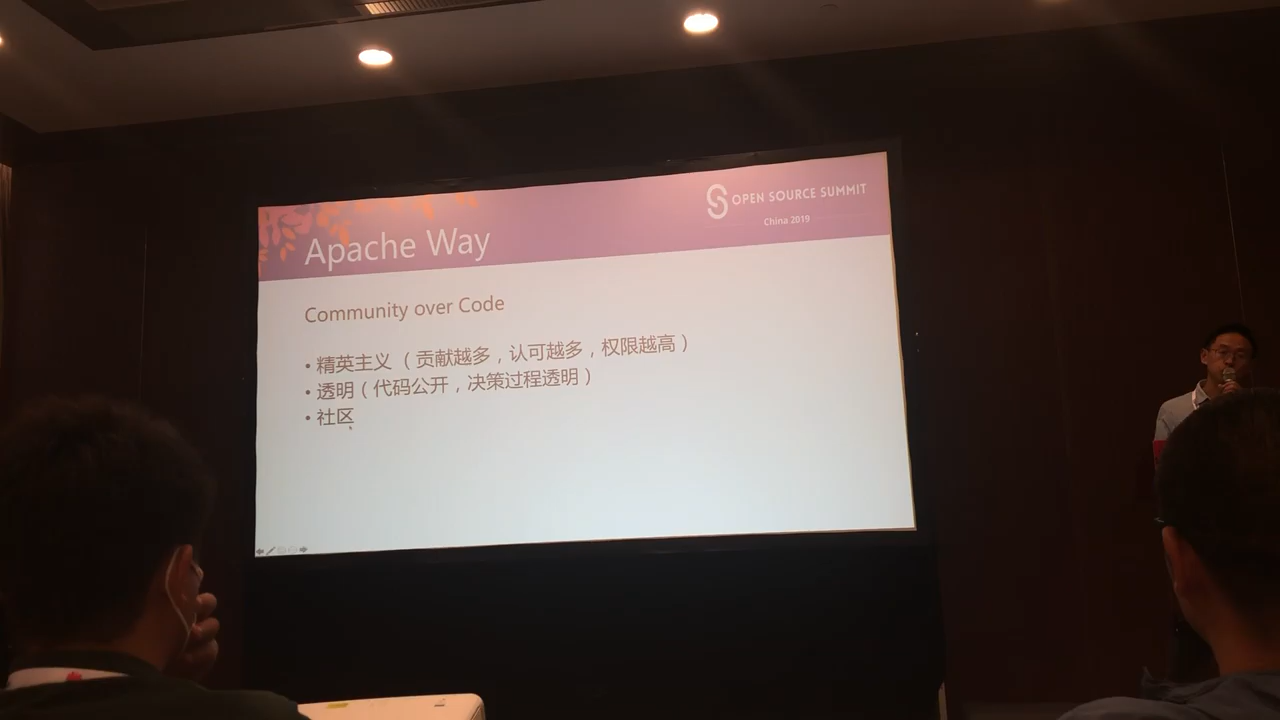 OPEN SOURCE SUMMIT
China 2019
Apache Way
Community over Code
• 精英主义（贡献越多，认可越多，权限越高）
• 透明（代码公开，决策过程透明）
• 社区